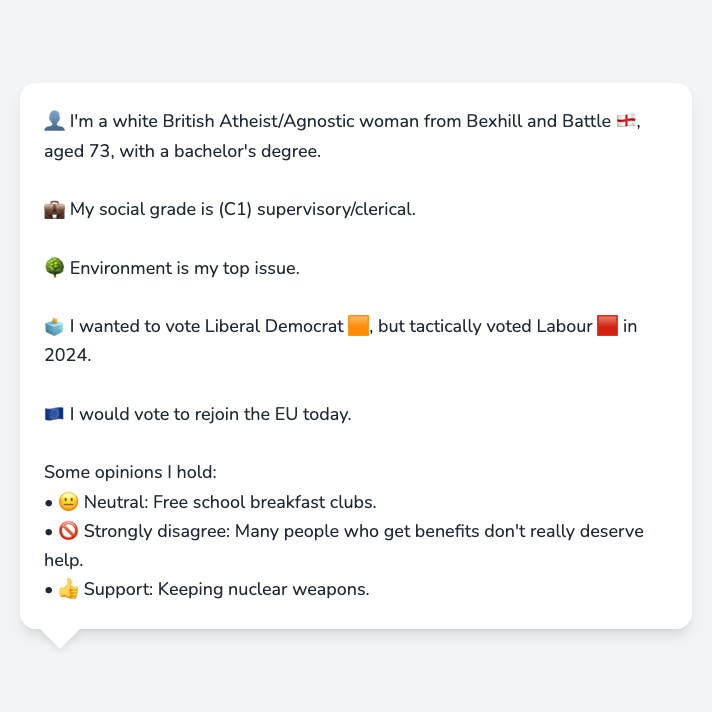 👤 I'm a white British Atheist/Agnostic woman from Bexhill and Battle 🏴󠁧󠁢󠁥󠁮󠁧󠁿,
aged 73, with a bachelor's degree.
💼 My social grade is (C1) supervisory/clerical.
🌳 Environment is my top issue.
🗳️ I wanted to vote Liberal Democrat 🟧, but tactically voted Labour 🟥 in
2024.
🇪🇺 I would vote to rejoin the EU today.
Some opinions I hold:
• 😐 Neutral: Free school breakfast clubs.
• 🚫 Strongly disagree: Many people who get benefits don't really deserve
help.
• 👍 Support: Keeping nuclear weapons.